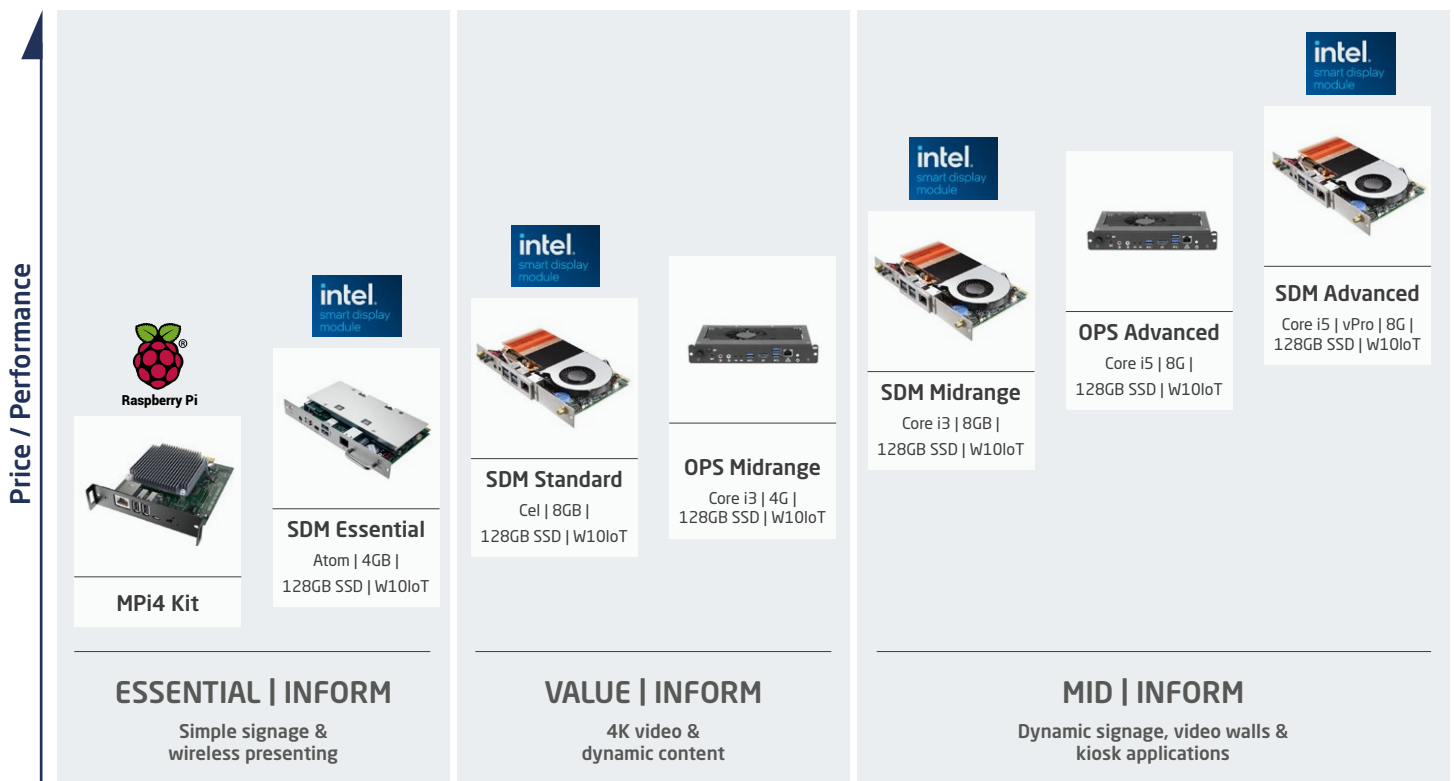 Price / Performance
Raspberry Pi
®
MPi4 Kit
intel.
smart display
module
SDM Essential
Atom | 4GB |
128GB SSD | W10IoT
ESSENTIAL | INFORM
Simple signage &
wireless presenting
intel.
smart display
module
SDM Standard
Cel | 8GB |
128GB SSD | W10IoT
OPS Midrange
Core i3 | 4G |
128GB SSD | W10IoT
VALUE | INFORM
4K video &
dynamic content
intel.
smart display
module
SDM Midrange
Core i3 | 8GB |
128GB SSD | W10IoT
OPS Advanced
Core i5 | 8G |
128GB SSD | W10IoT
intel.
smart display
module
SDM Advanced
Core i5 | vPro | 8G |
128GB SSD | W10IoT
MID | INFORM
Dynamic signage, video walls &
kiosk applications